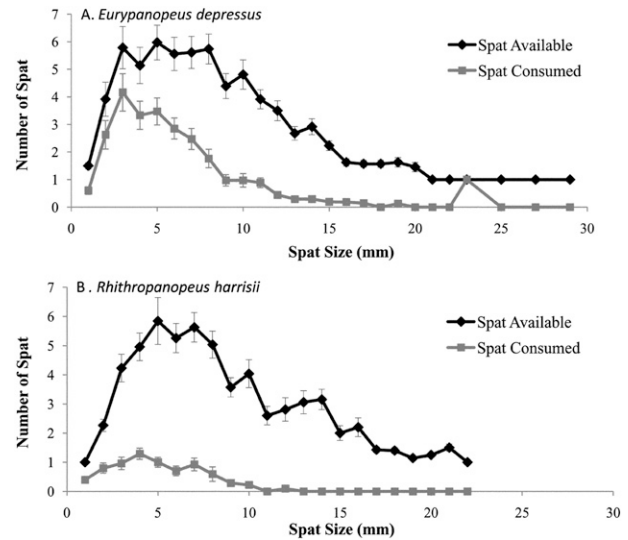 A. Eurypanopeus depressus
Number of Spat
7
6
5
4
3
2
1
0
Spat Available
Spat Consumed
0 5 10 15 20 25 30
Spat Size (mm)
B . Rhithropanopeus harrisii
Number of Spat
7
6
5
4
3
2
1
0
Spat Available
Spat Consumed
0 5 10 15 20 25 30
Spat Size (mm)